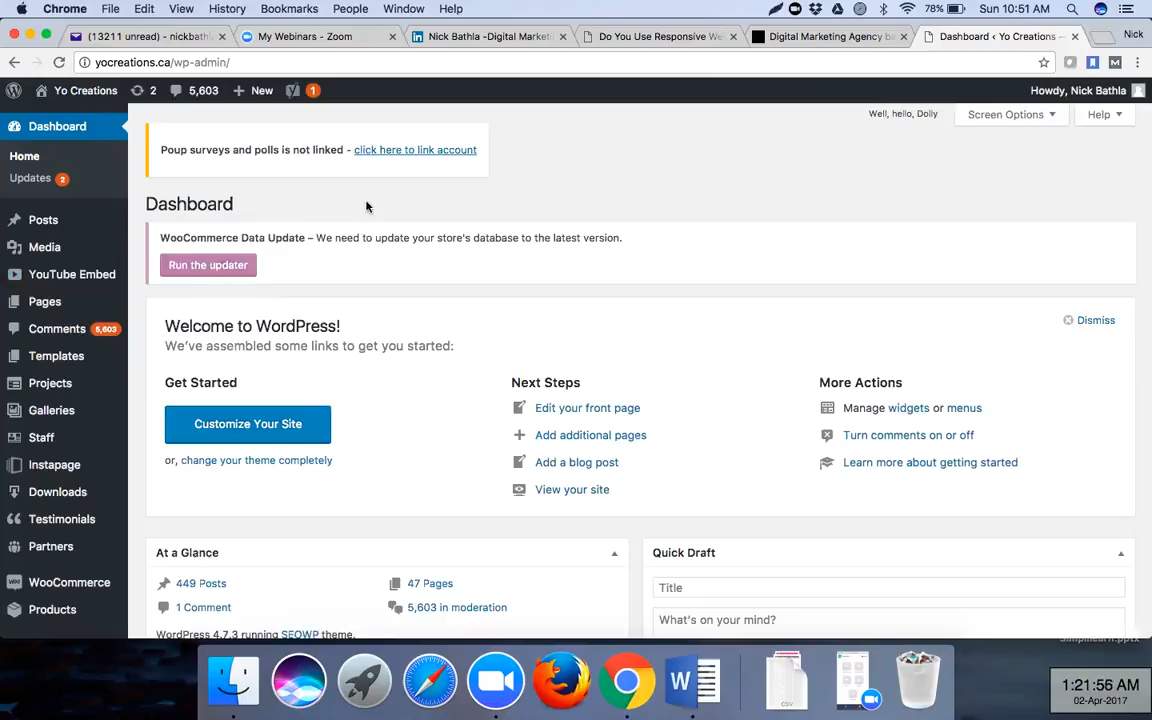 Chrome File Edit View History Bookmarks People Window Help 78% Sun 10:51 AM
(13211 unread) - nickbathl
My Webinars - Zoom
Nick Bathla -Digital Marketi
Do You Use Responsive We
Digital Marketing Agency ba
Dashboard ‹ Yo Creations —
Nick
yocreations.ca/wp-admin/
Yo Creations 2 5,603 New 1 Howdy, Nick Bathla
Dashboard
Home
Updates 2
Posts
Media
YouTube Embed
Pages
Comments 5,603
Templates
Projects
Galleries
Staff
Instapage
Downloads
Testimonials
Partners
WooCommerce
Products
Well, hello, Dolly
Screen Options
Help
Poup surveys and polls is not linked - click here to link account
Dashboard
WooCommerce Data Update – We need to update your store's database to the latest version.
Run the updater
Welcome to WordPress!
We've assembled some links to get you started:
Dismiss
Get Started
Customize Your Site
or, change your theme completely
Next Steps
Edit your front page
Add additional pages
Add a blog post
View your site
More Actions
Manage widgets or menus
Turn comments on or off
Learn more about getting started
At a Glance
449 Posts
47 Pages
1 Comment
5,603 in moderation
WordPress 4.7.3 running SEOWP theme.
Quick Draft
Title
What's on your mind?
W
CSV
1:21:56 AM
02-Apr-2017